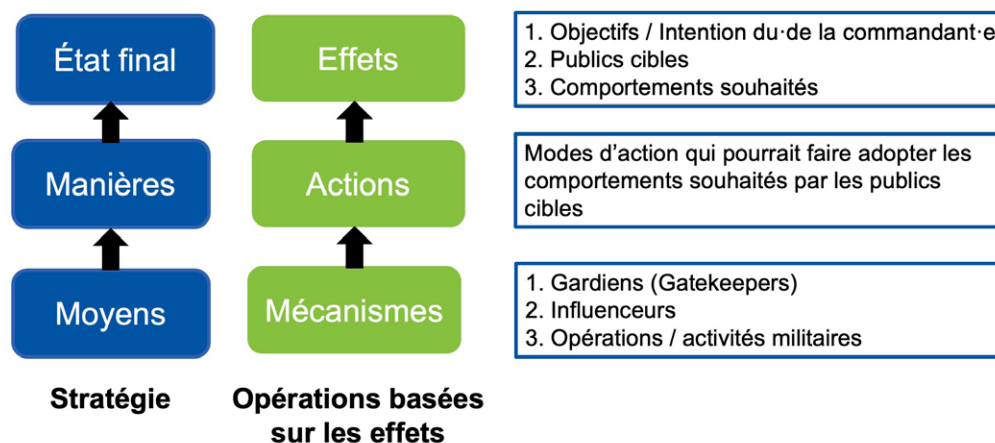 État final
Effets
1. Objectifs / Intention du·de la commandant·e
2. Publics cibles
3. Comportements souhaités
Manières
Actions
Modes d'action qui pourrait faire adopter les
comportements souhaités par les publics
cibles
Moyens
Mécanismes
1. Gardiens (Gatekeepers)
2. Influenceurs
3. Opérations / activités militaires
Stratégie
Opérations basées
sur les effets